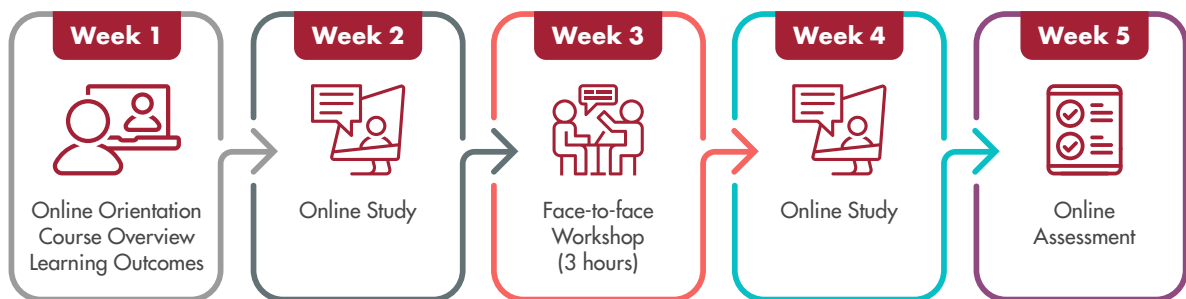 Week 1
Online Orientation
Course Overview
Learning Outcomes
Week 2
Online Study
Week 3
Face-to-face
Workshop
(3 hours)
Week 4
Online Study
Week 5
Online
Assessment